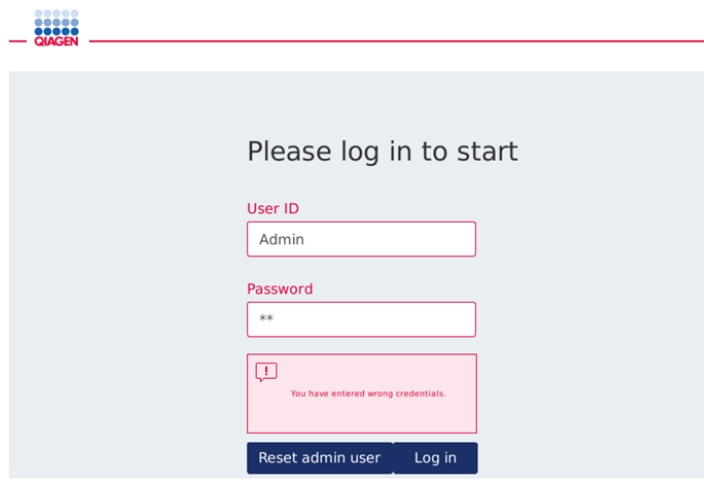 QIAGEN
Please log in to start
User ID
Admin
Password
**
!
You have entered wrong credentials.
Reset admin user Log in